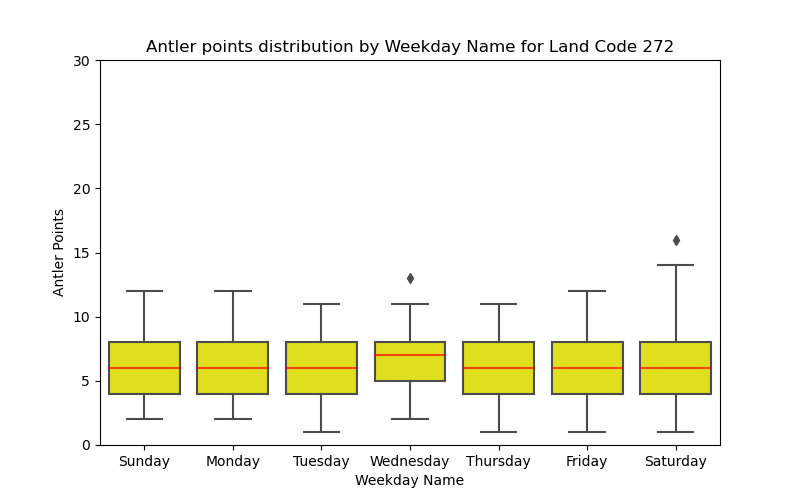 Antler points distribution by Weekday Name for Land Code 272
Antler Points
30
25
20
15
10
5
0
Sunday Monday Tuesday Wednesday Thursday Friday Saturday
Weekday Name